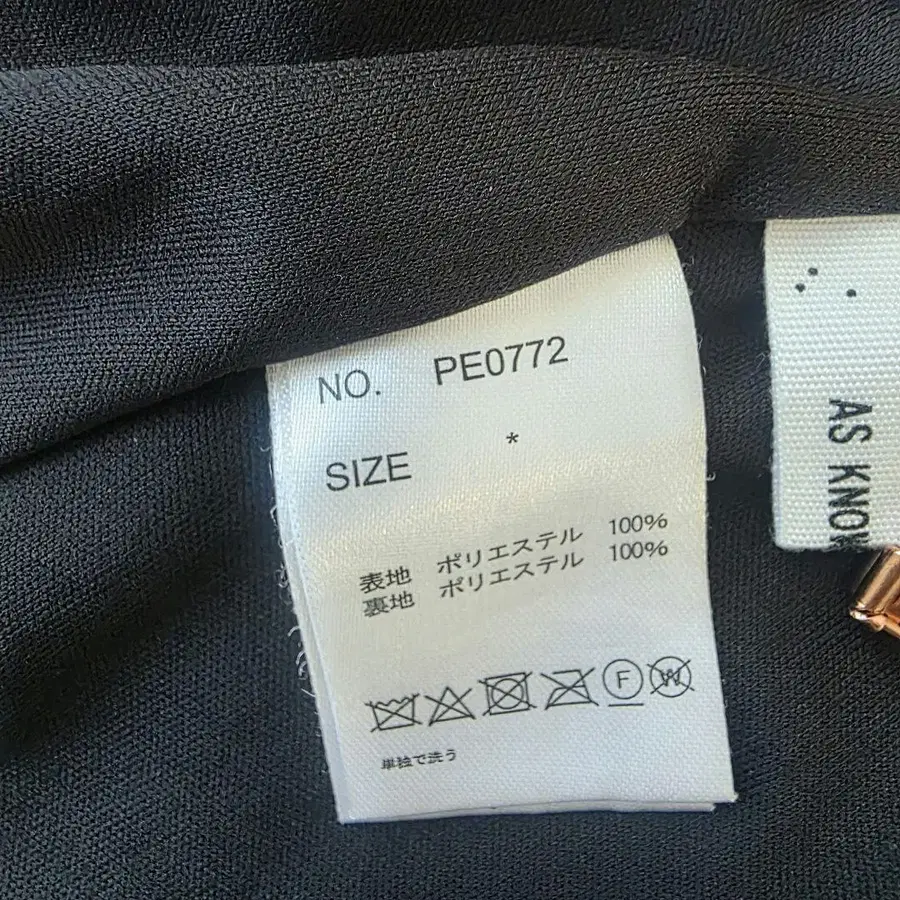 NO. PE0772
SIZE *
表地 ポリエステル 100%
裏地 ポリエステル 100%
F W
単独で洗う
AS KNOW